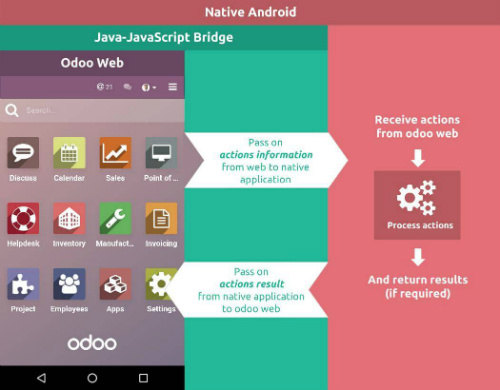 Native Android
Java-JavaScript Bridge
Odoo Web
@ 21
Search...
Discuss
Calendar
Sales
Point of ...
Helpdesk
Inventory
Manufact...
Invoicing
Project
Employees
Apps
Settings
odoo
Pass on
actions information
from web to native
application
Pass on
actions result
from native application
to odoo web
Receive actions
from odoo web
Process actions
And return results
(if required)